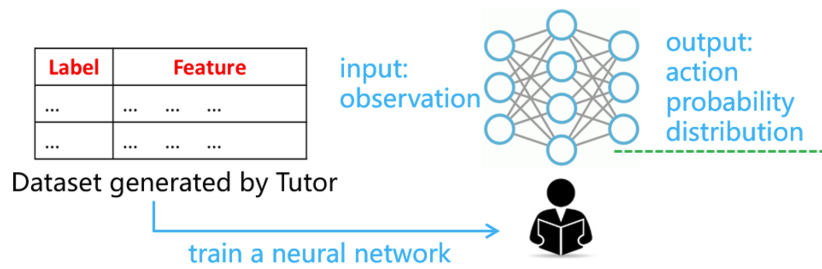 Label Feature
... ... ... ...
... ... ... ...
Dataset generated by Tutor
input:
observation
output:
action
probability
distribution
train a neural network